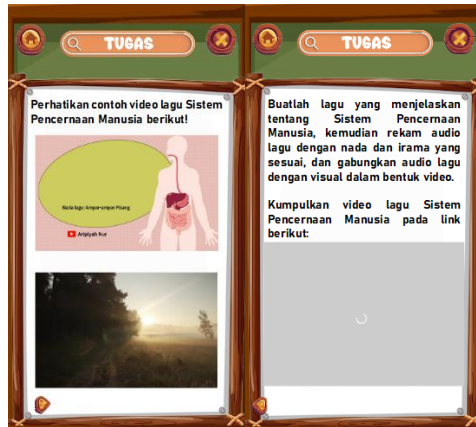 TUGAS
Perhatikan contoh video lagu Sistem
Pencernaan Manusia berikut!
Nada lagu: Ampar-ampar Pisang
Aripiyah Nur
TUGAS
Buatlah lagu yang menjelaskan
tentang Sistem Pencernaan
Manusia, kemudian rekam audio
lagu dengan nada dan irama yang
sesuai, dan gabungkan audio lagu
dengan visual dalam bentuk video.
Kumpulkan video lagu Sistem
Pencernaan Manusia pada link
berikut: